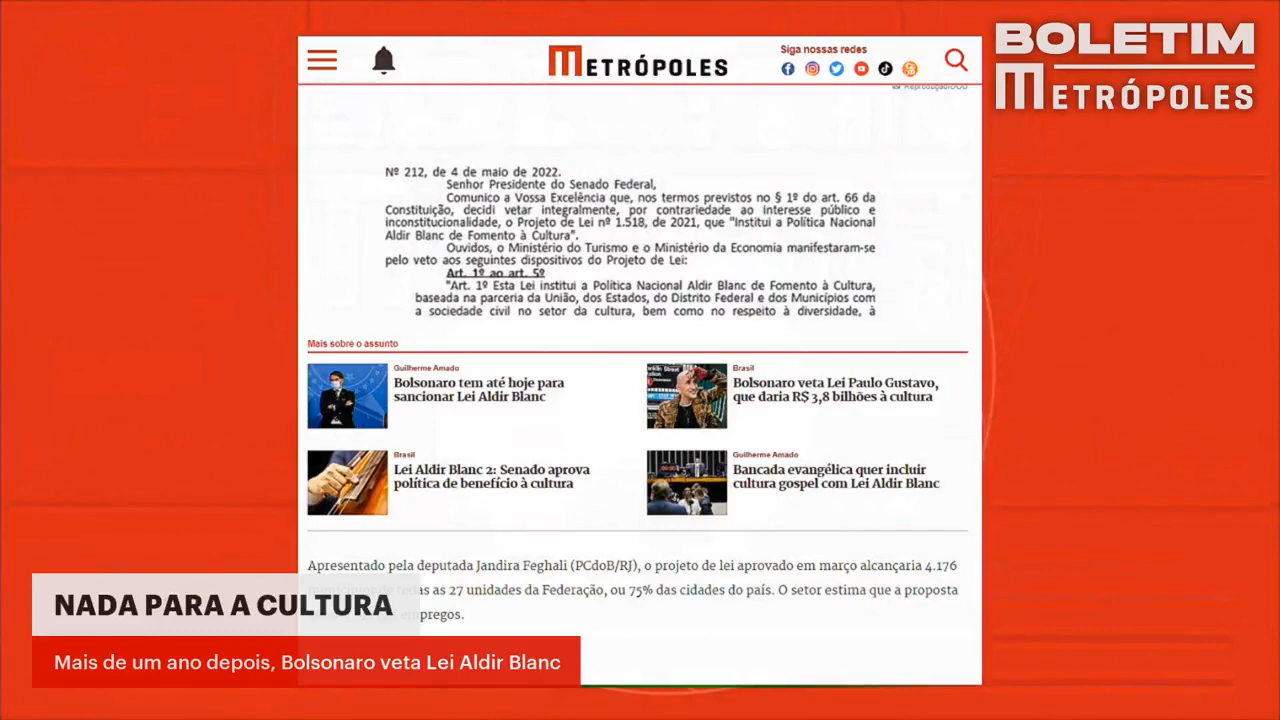 BOLETIM
METRÓPOLES
METRÓPOLES
Siga nossas redes
Nº 212, de 4 de maio de 2022.
Senhor Presidente do Senado Federal,
Comunico a Vossa Excelência que, nos termos previstos no § 1º do art. 66 da
Constituição, decidi vetar integralmente, por contrariedade ao interesse público e
inconstitucionalidade, o Projeto de Lei nº 1.518, de 2021, que "Institui a Política Nacional
Aldir Blanc de Fomento à Cultura".
Ouvidos, o Ministério do Turismo e o Ministério da Economia manifestaram-se
pelo veto aos seguintes dispositivos do Projeto de Lei:
Art. 1º ao art. 5º
"Art. 1º Esta Lei institui a Política Nacional Aldir Blanc de Fomento à Cultura,
baseada na parceria da União, dos Estados, do Distrito Federal e dos Municípios com
a sociedade civil no setor da cultura, bem como no respeito à diversidade, à
Mais sobre o assunto
Guilherme Amado
Bolsonaro tem até hoje para
sancionar Lei Aldir Blanc
Brasil
Bolsonaro veta Lei Paulo Gustavo,
que daria R$ 3,8 bilhões à cultura
Brasil
Lei Aldir Blanc 2: Senado aprova
política de benefício à cultura
Guilherme Amado
Bancada evangélica quer incluir
cultura gospel com Lei Aldir Blanc
Apresentado pela deputada Jandira Feghali (PCdoB/RJ), o projeto de lei aprovado em março alcançaria 4.176
as 27 unidades da Federação, ou 75% das cidades do país. O setor estima que a proposta
empregos.
NADA PARA A CULTURA
Mais de um ano depois, Bolsonaro veta Lei Aldir Blanc